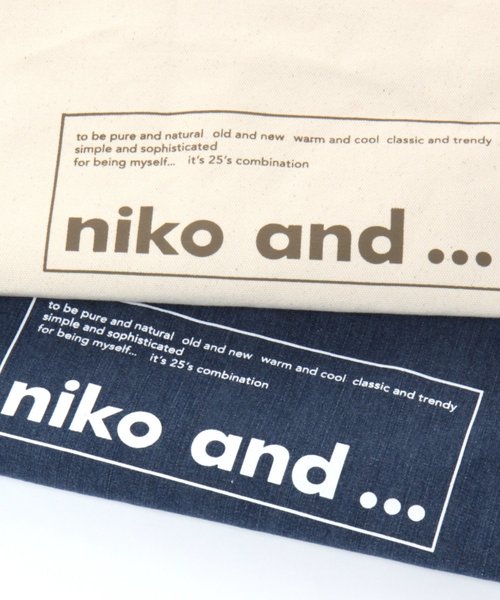 to be pure and natural old and new warm and cool classic and trendy
simple and sophisticated
for being myself... it's 25's combination
niko and ...
to be pure and natural old and new warm and cool classic and trendy
simple and sophisticated
for being myself... it's 25's combination
niko and ...